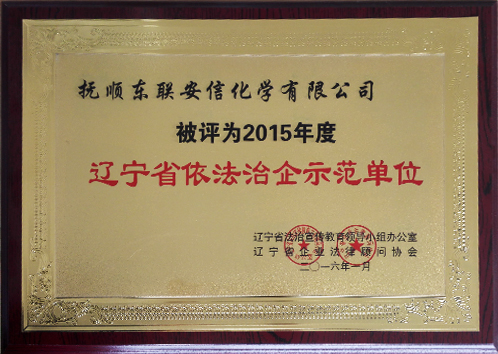 抚顺东联安信化学有限公司
被评为2015年度
辽宁省依法治企示范单位
辽宁省法治宣传教育领导小组办公室
辽宁省企业法律顾问协会
二〇一六年一月